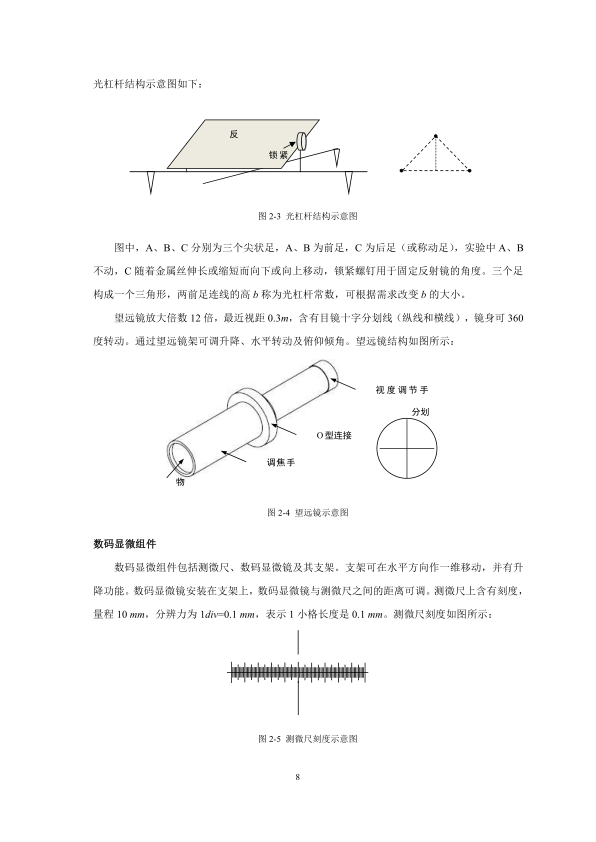 光杠杆结构示意图如下：
反
锁 紧
图 2-3 光杠杆结构示意图
图中，A、B、C 分别为三个尖状足，A、B 为前足，C 为后足（或称动足），实验中 A、B
不动，C 随着金属丝伸长或缩短而向下或向上移动，锁紧螺钉用于固定反射镜的角度。三个足
构成一个三角形，两前足连线的高 b 称为光杠杆常数，可根据需求改变 b 的大小。
望远镜放大倍数 12 倍，最近视距 0.3m，含有目镜十字分划线（纵线和横线），镜身可 360
度转动。通过望远镜架可调升降、水平转动及俯仰倾角。望远镜结构如图所示：
视 度 调 节 手
分划
O 型连接
调焦手
物
图 2-4 望远镜示意图
数码显微组件
数码显微组件包括测微尺、数码显微镜及其支架。支架可在水平方向作一维移动，并有升
降功能。数码显微镜安装在支架上，数码显微镜与测微尺之间的距离可调。测微尺上含有刻度，
量程 10 mm，分辨力为 1div=0.1 mm，表示 1 小格长度是 0.1 mm。测微尺刻度如图所示：
图 2-5 测微尺刻度示意图
8